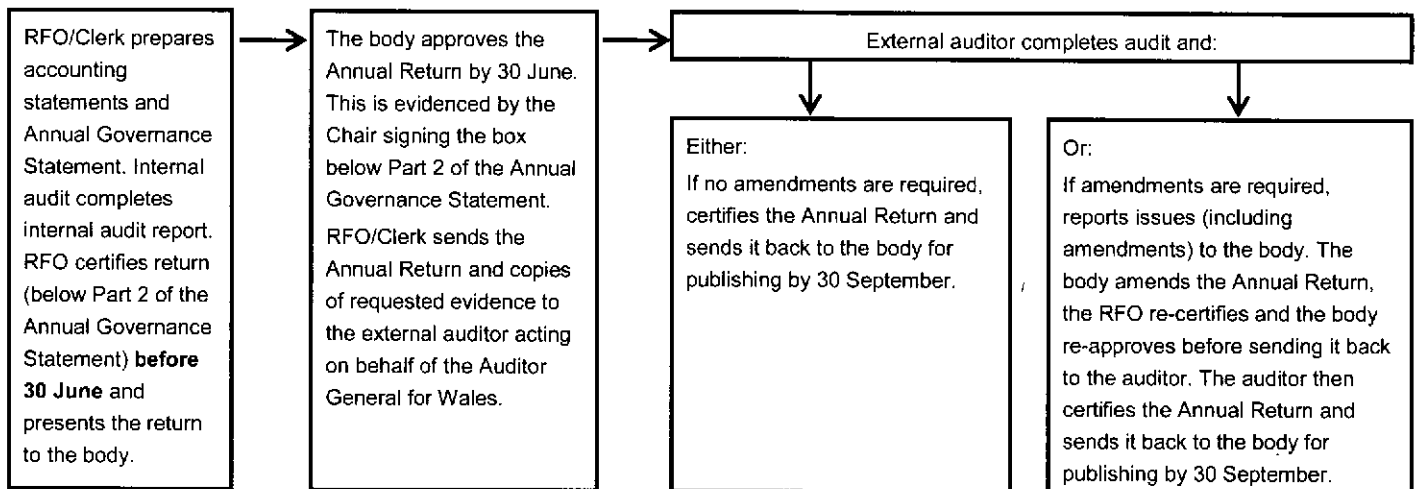 RFO/Clerk prepares
accounting
statements and
Annual Governance
Statement. Internal
audit completes
internal audit report.
RFO certifies return
(below Part 2 of the
Annual Governance
Statement) before
30 June and
presents the return
to the body.
The body approves the
Annual Return by 30 June.
This is evidenced by the
Chair signing the box
below Part 2 of the Annual
Governance Statement.
RFO/Clerk sends the
Annual Return and copies
of requested evidence to
the external auditor acting
on behalf of the Auditor
General for Wales.
External auditor completes audit and:
Either:
If no amendments are required,
certifies the Annual Return and
sends it back to the body for
publishing by 30 September.
Or:
If amendments are required,
reports issues (including
amendments) to the body. The
body amends the Annual Return,
the RFO re-certifies and the body
re-approves before sending it back
to the auditor. The auditor then
certifies the Annual Return and
sends it back to the body for
publishing by 30 September.